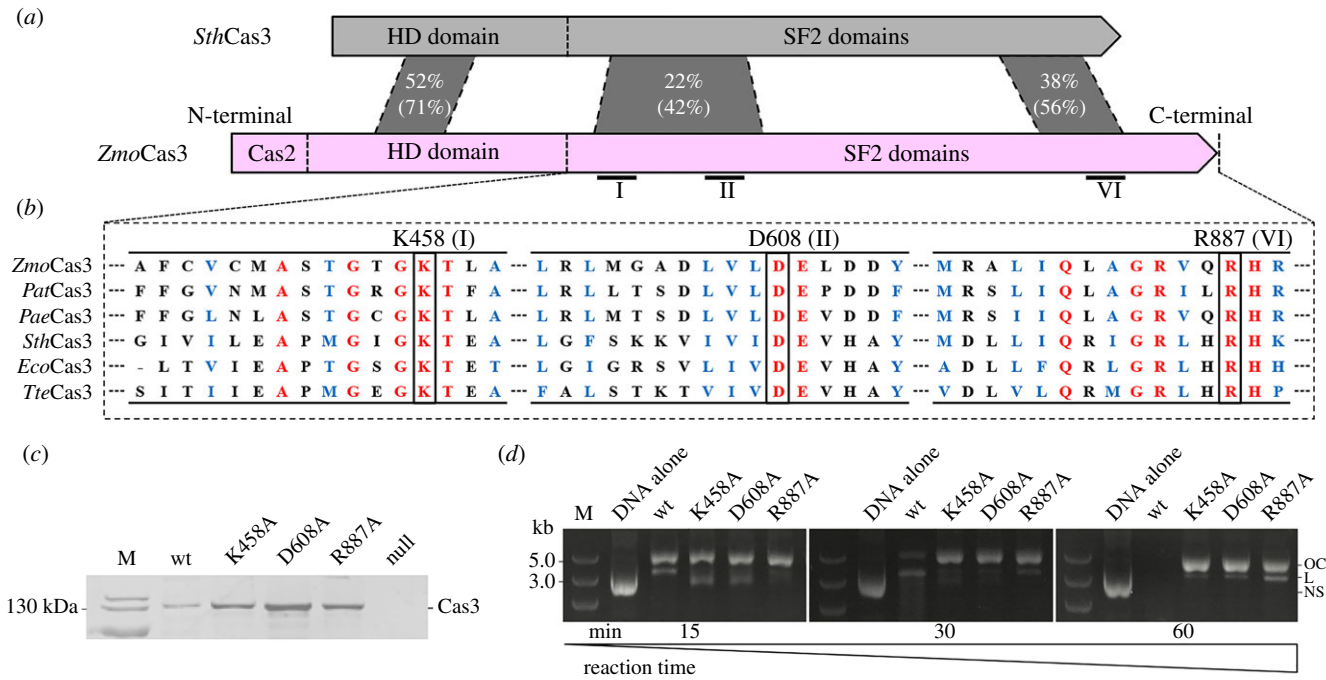 (a)
SthCas3
HD domain
SF2 domains
52%
(71%)
22%
(42%)
38%
(56%)
N-terminal
C-terminal
ZmoCas3
Cas2
HD domain
SF2 domains
I
II
VI
(b)
K458 (I)
D608 (II)
R887 (VI)
ZmoCas3 --- A F C V C M A S T G T G K T L A --- L R L M G A D L V L D E L D D Y --- M R A L I Q L A G R V Q R H R ---
PatCas3 --- F F G V N M A S T G R G K T F A --- L R L L T S D L V L D E P D D F --- M R S L I Q L A G R I L R H R ---
PaeCas3 --- F F G L N L A S T G C G K T L A --- L R L M T S D L V L D E V D D F --- M R S I I Q L A G R V Q R H R ---
SthCas3 --- G I V I L E A P M G I G K T E A --- L G F S K K V I V I D E V H A Y --- M D L L I Q R I G R L H R H K ---
EcoCas3 --- - L T V I E A P T G S G K T E T --- L G I G R S V L I V D E V H A Y --- A D L L F Q R L G R L H R H H ---
TteCas3 --- S I T I I E A P M G E G K T E A --- F A L S T K T V I V D E V H A Y --- V D L V L Q R M G R L H R H P ---
(c)
M
wt
K458A
D608A
R887A
null
130 kDa
Cas3
(d)
M
DNA alone
wt
K458A
D608A
R887A
DNA alone
wt
K458A
D608A
R887A
DNA alone
wt
K458A
D608A
R887A
kb
5.0
3.0
OC
L
NS
min
15
30
60
reaction time